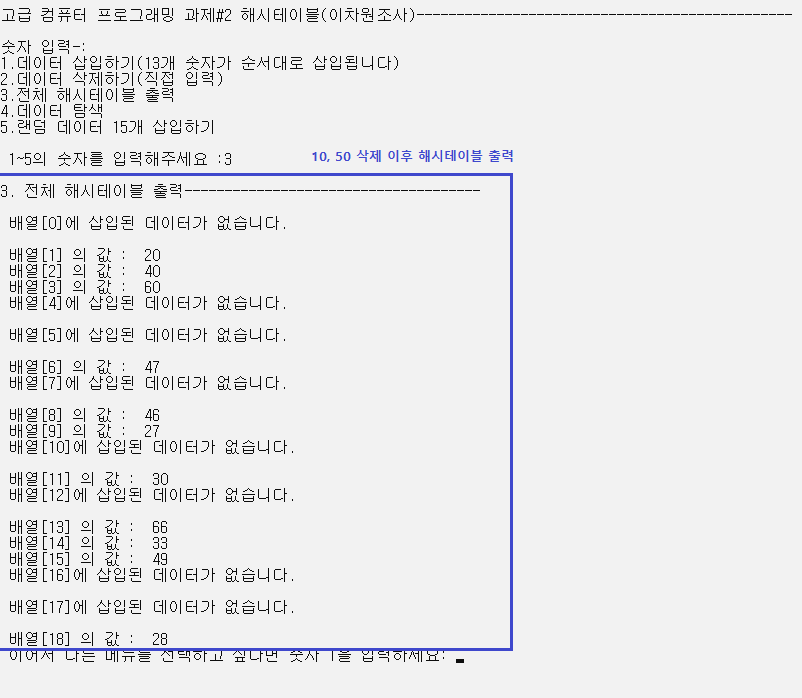 고급 컴퓨터 프로그래밍 과제#2 해시테이블(이차원조사)-----------------------------------------------
숫자 입력-:
1.데이터 삽입하기(13개 숫자가 순서대로 삽입됩니다)
2.데이터 삭제하기(직접 입력)
3.전체 해시테이블 출력
4.데이터 탐색
5.랜덤 데이터 15개 삽입하기
1~5의 숫자를 입력해주세요 :3
10, 50 삭제 이후 해시테이블 출력
3. 전체 해시테이블 출력-------------------------------------
배열[0]에 삽입된 데이터가 없습니다.
배열[1] 의 값 : 20
배열[2] 의 값 : 40
배열[3] 의 값 : 60
배열[4]에 삽입된 데이터가 없습니다.
배열[5]에 삽입된 데이터가 없습니다.
배열[6] 의 값 : 47
배열[7]에 삽입된 데이터가 없습니다.
배열[8] 의 값 : 46
배열[9] 의 값 : 27
배열[10]에 삽입된 데이터가 없습니다.
배열[11] 의 값 : 30
배열[12]에 삽입된 데이터가 없습니다.
배열[13] 의 값 : 66
배열[14] 의 값 : 33
배열[15] 의 값 : 49
배열[16]에 삽입된 데이터가 없습니다.
배열[17]에 삽입된 데이터가 없습니다.
배열[18] 의 값 : 28
이어서 다른 메뉴를 선택하고 싶다면 숫자 1을 입력하세요: